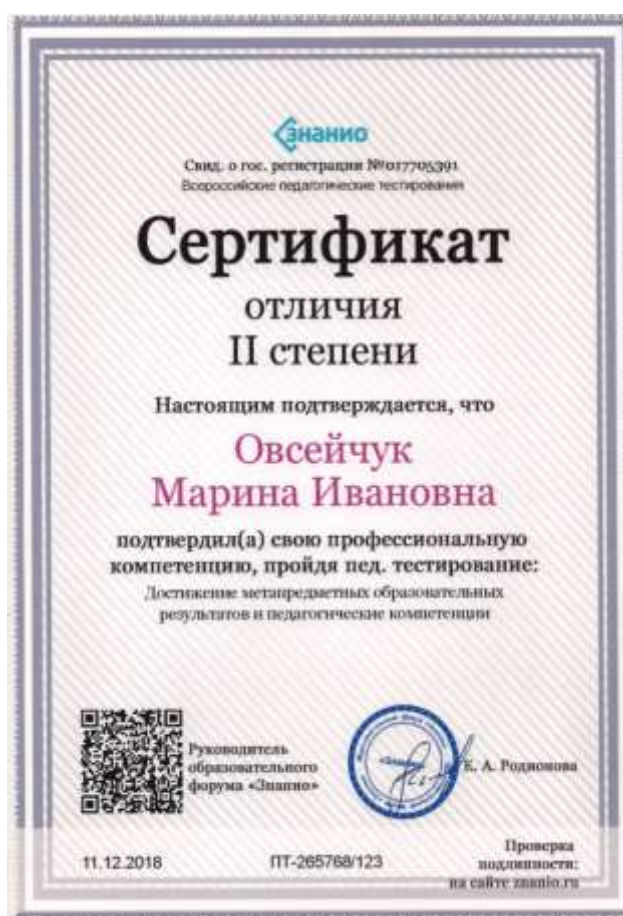 знанио
Свид. о гос. регистрации №017705391
Всероссийские педагогические тестирования
Сертификат
отличия
II степени
Настоящим подтверждается, что
Овсейчук
Марина Ивановна
подтвердил(а) свою профессиональную
компетенцию, пройдя пед. тестирование:
Достижение метапредметных образовательных
результатов и педагогические компетенции
Руководитель
образовательного
форума «Знанио»
«Знанио»
Е. А. Родионова
11.12.2018
ПТ-265768/123
Проверка
подлинности:
на сайте znanio.ru